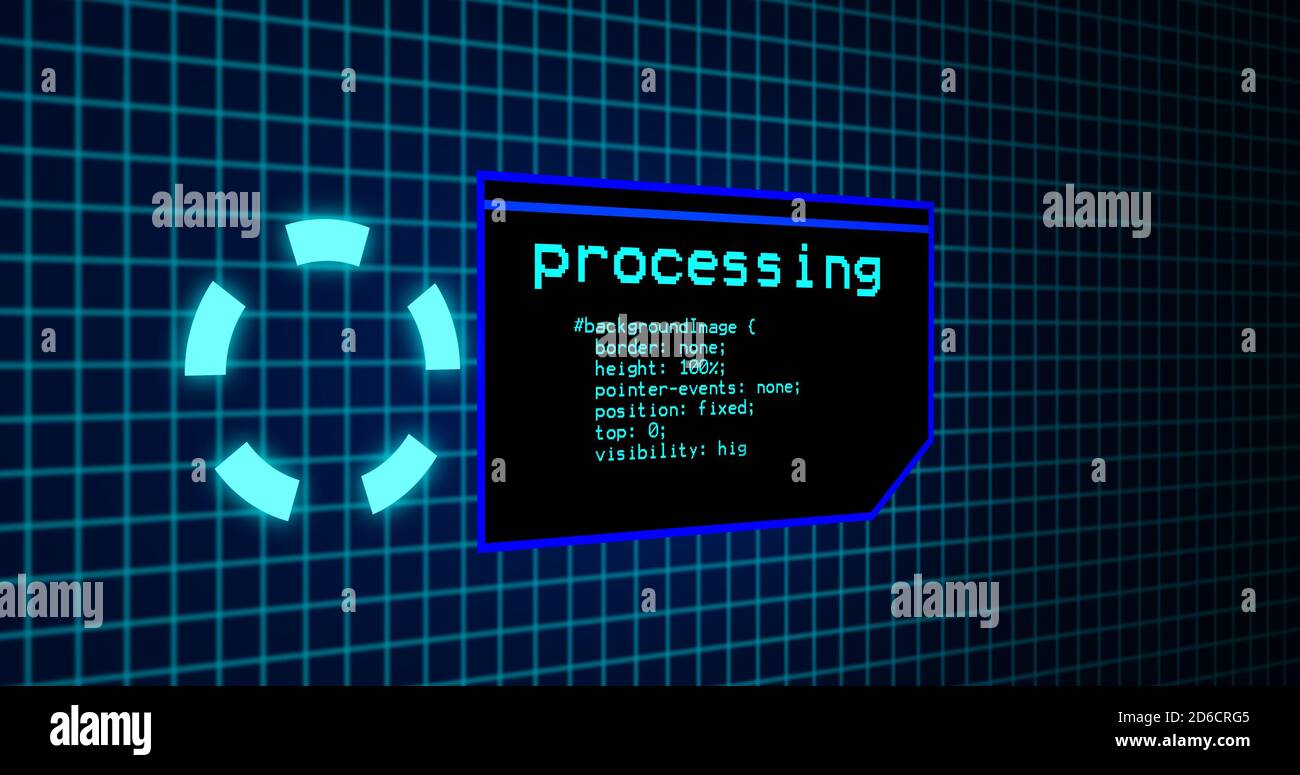 processing
#backgroundImage {
border: none;
height: 100%;
pointer-events: none;
position: fixed;
top: 0;
visibility: hig
a a a a a
alamy alamy
a a
a alamy a a
a a a a
alamy a a alamy a
alamy
Image ID: 2D6CRG5
www.alamy.com